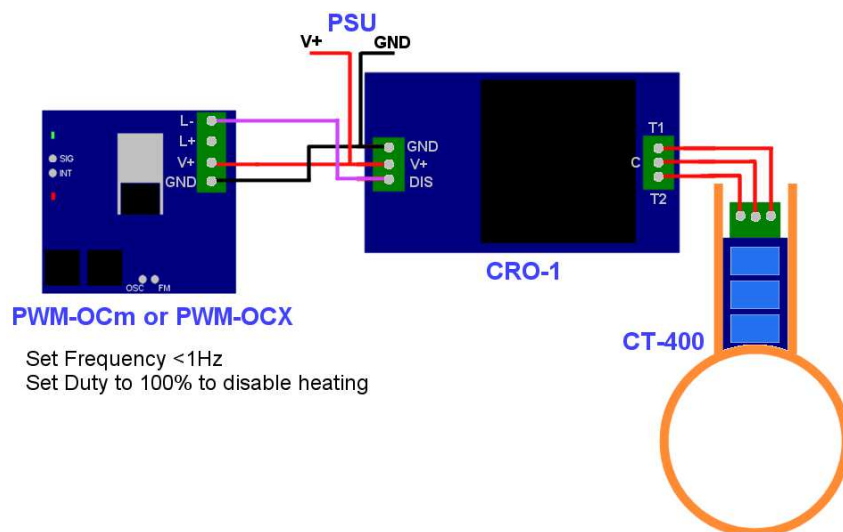 PSU
V+ GND
L-
L+
V+
GND
SIG
INT
OSC FM
GND
V+
DIS
T1
C
T2
CRO-1
PWM-OCm or PWM-OCX
CT-400
Set Frequency <1Hz
Set Duty to 100% to disable heating